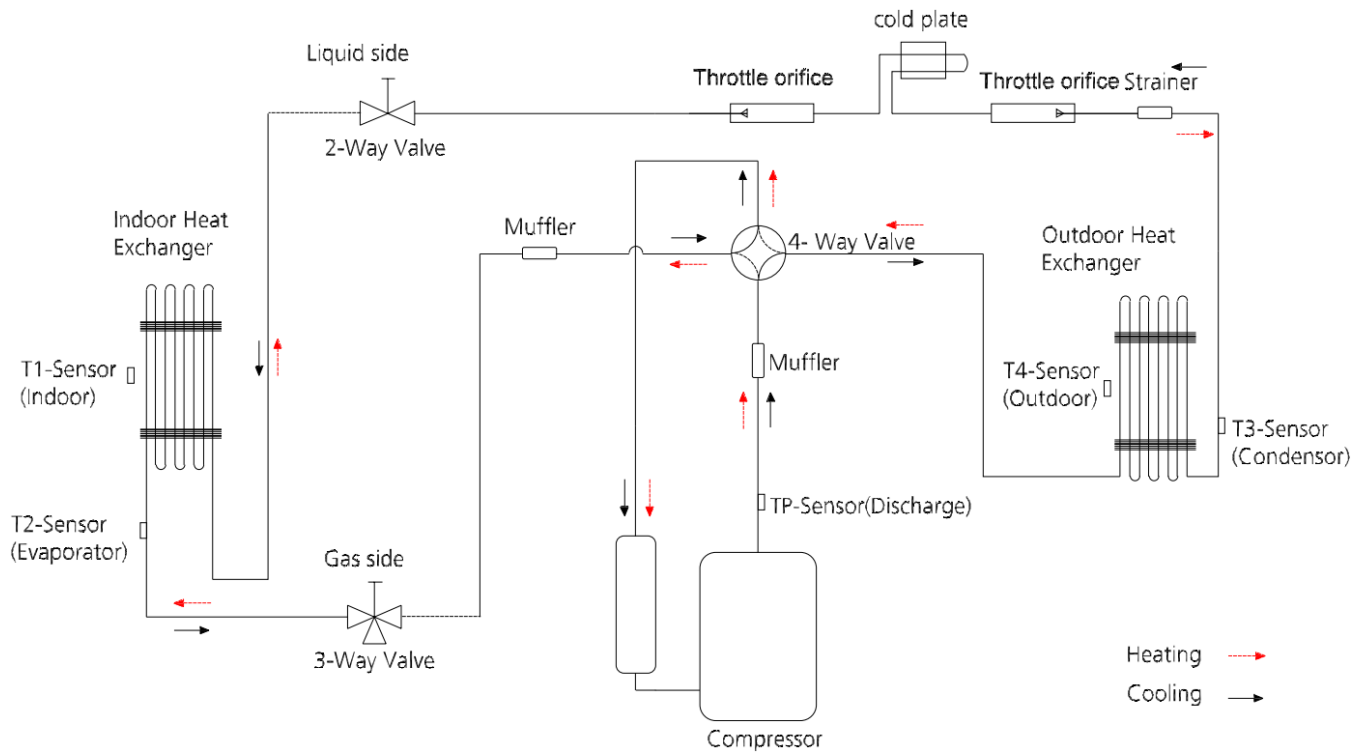 cold plate
Liquid side
Throttle orifice
Throttle orifice Strainer
2-Way Valve
Indoor Heat
Exchanger
Muffler
4- Way Valve
Outdoor Heat
Exchanger
T1-Sensor
(Indoor)
Muffler
T4-Sensor
(Outdoor)
T3-Sensor
(Condensor)
TP-Sensor(Discharge)
T2-Sensor
(Evaporator)
Gas side
3-Way Valve
Heating
Cooling
Compressor